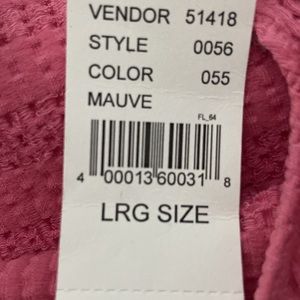 VENDOR 51418
STYLE 0056
COLOR 055
MAUVE
FL_64
4 00013 60031 8
LRG SIZE